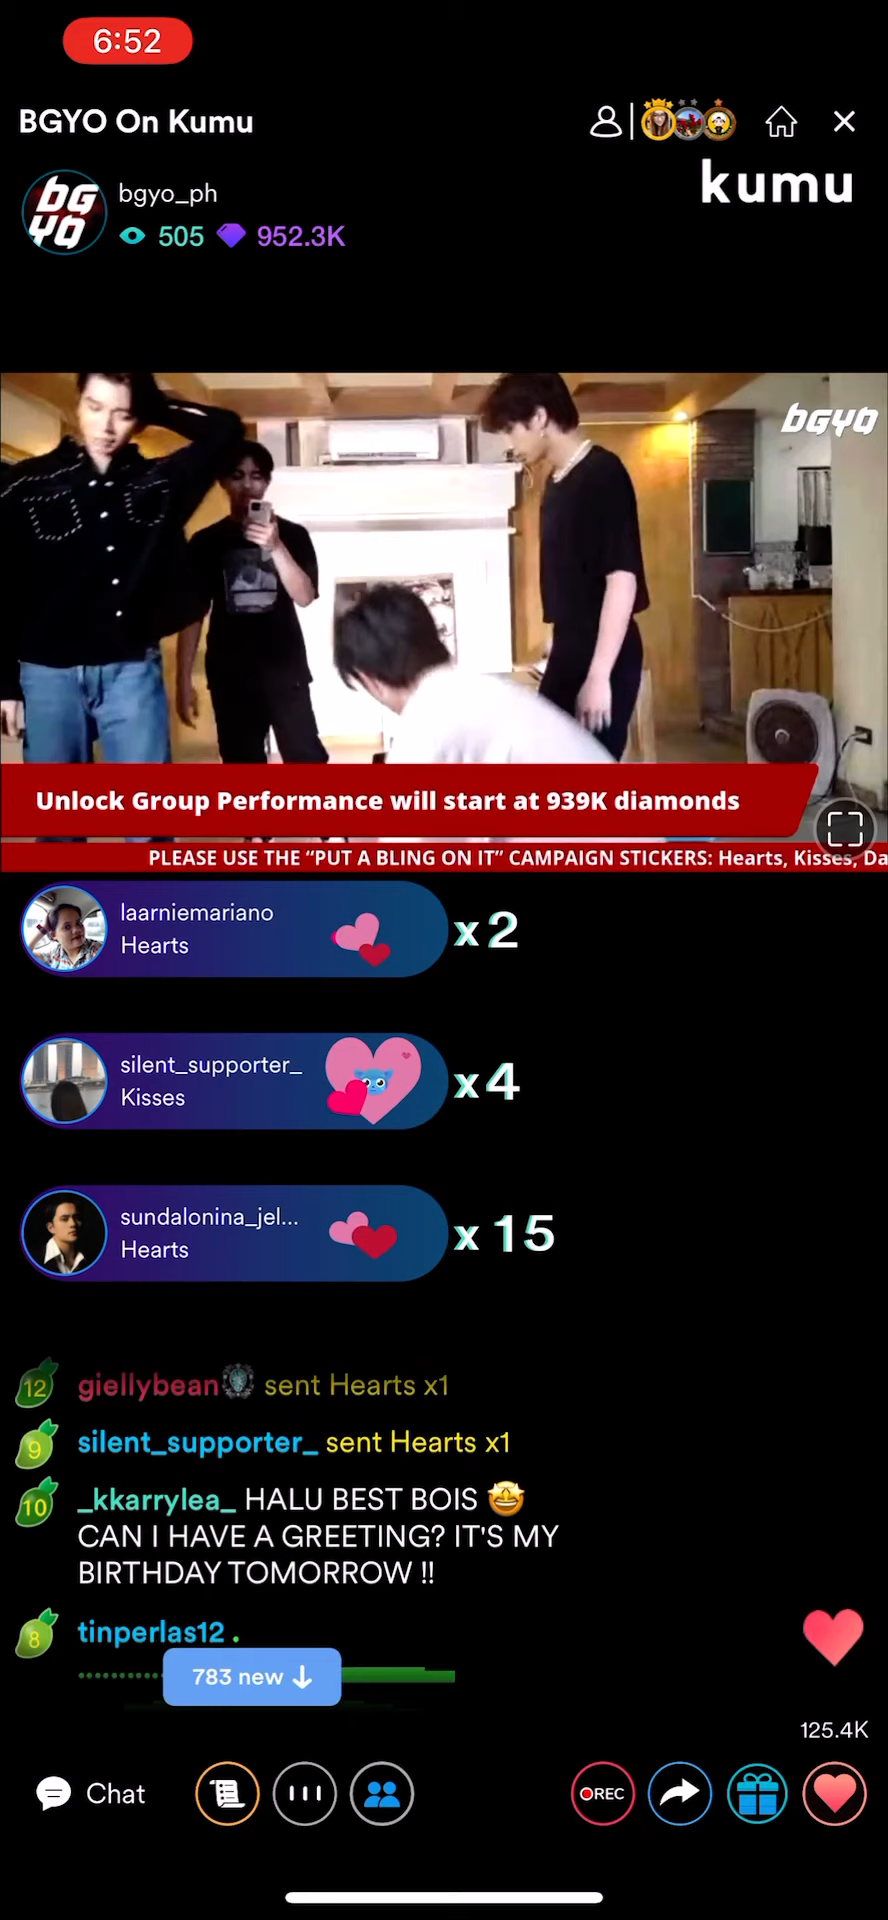 6:52
BGYO On Kumu
kumu
bgyo_ph
505 952.3K
BGYO
BGYO
Unlock Group Performance will start at 939K diamonds
PLEASE USE THE “PUT A BLING ON IT” CAMPAIGN STICKERS: Hearts, Kisses, Da
laarniemariano
Hearts
x 2
silent_supporter_
Kisses
x 4
sundalonina_jel...
Hearts
x 15
12 giellybean sent Hearts x1
9 silent_supporter_ sent Hearts x1
10 _kkarrylea_ HALU BEST BOIS 🤩
CAN I HAVE A GREETING? IT'S MY
BIRTHDAY TOMORROW !!
8 tinperlas12 .
783 new ↓
125.4K
Chat
REC